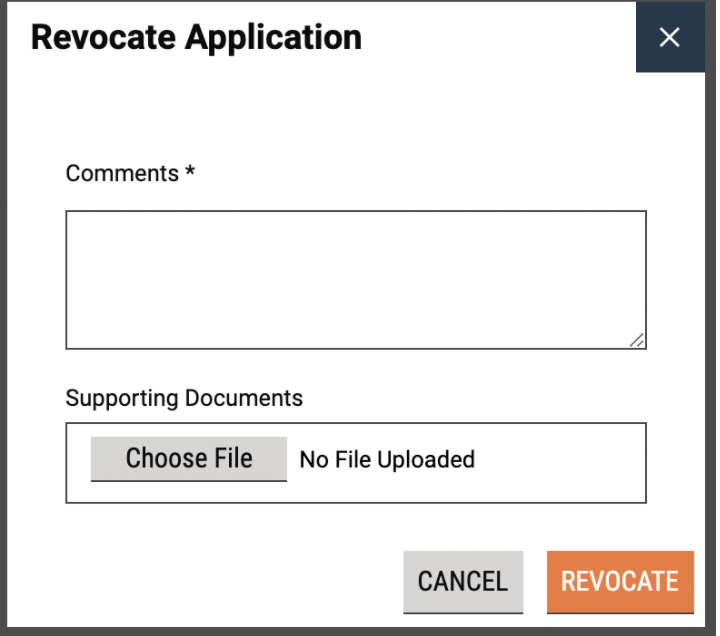 Revocate Application
Comments *
Supporting Documents
Choose File No File Uploaded
CANCEL REVOCATE